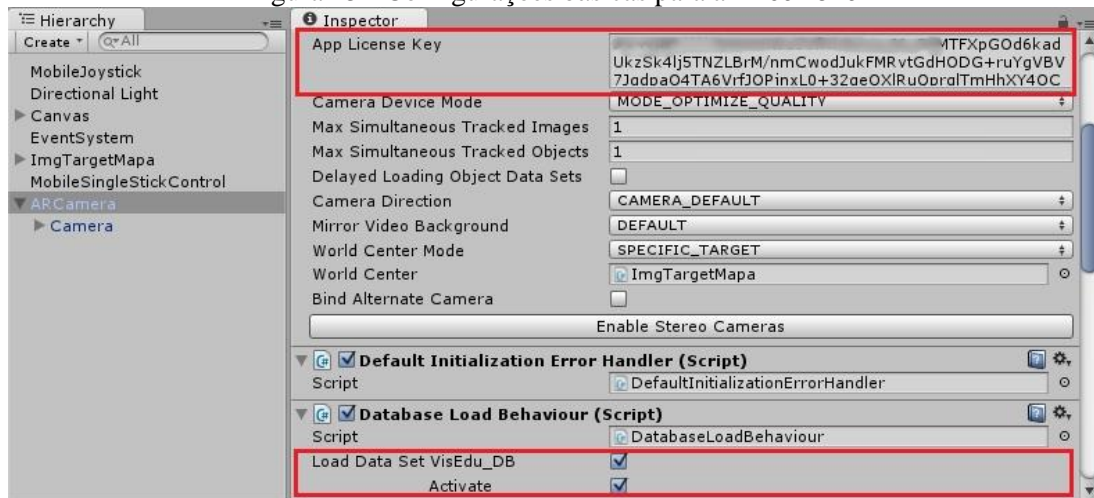 Hierarchy
Create
All
MobileJoystick
Directional Light
Canvas
EventSystem
ImgTargetMapa
MobileSingleStickControl
ARCamera
Camera
Inspector
App License Key
MTFXpGOd6kad
UkzSk4lj5TNZLBrM/nmCwodJukFMRvtGdHODG+ruYgVBV
Camera Device Mode MODE_OPTIMIZE_QUALITY
Max Simultaneous Tracked Images 1
Max Simultaneous Tracked Objects 1
Delayed Loading Object Data Sets
Camera Direction CAMERA_DEFAULT
Mirror Video Background DEFAULT
World Center Mode SPECIFIC_TARGET
World Center ImgTargetMapa
Bind Alternate Camera
Enable Stereo Cameras
Default Initialization Error Handler (Script)
Script DefaultInitializationErrorHandler
Database Load Behaviour (Script)
Script DatabaseLoadBehaviour
Load Data Set VisEdu_DB
Activate